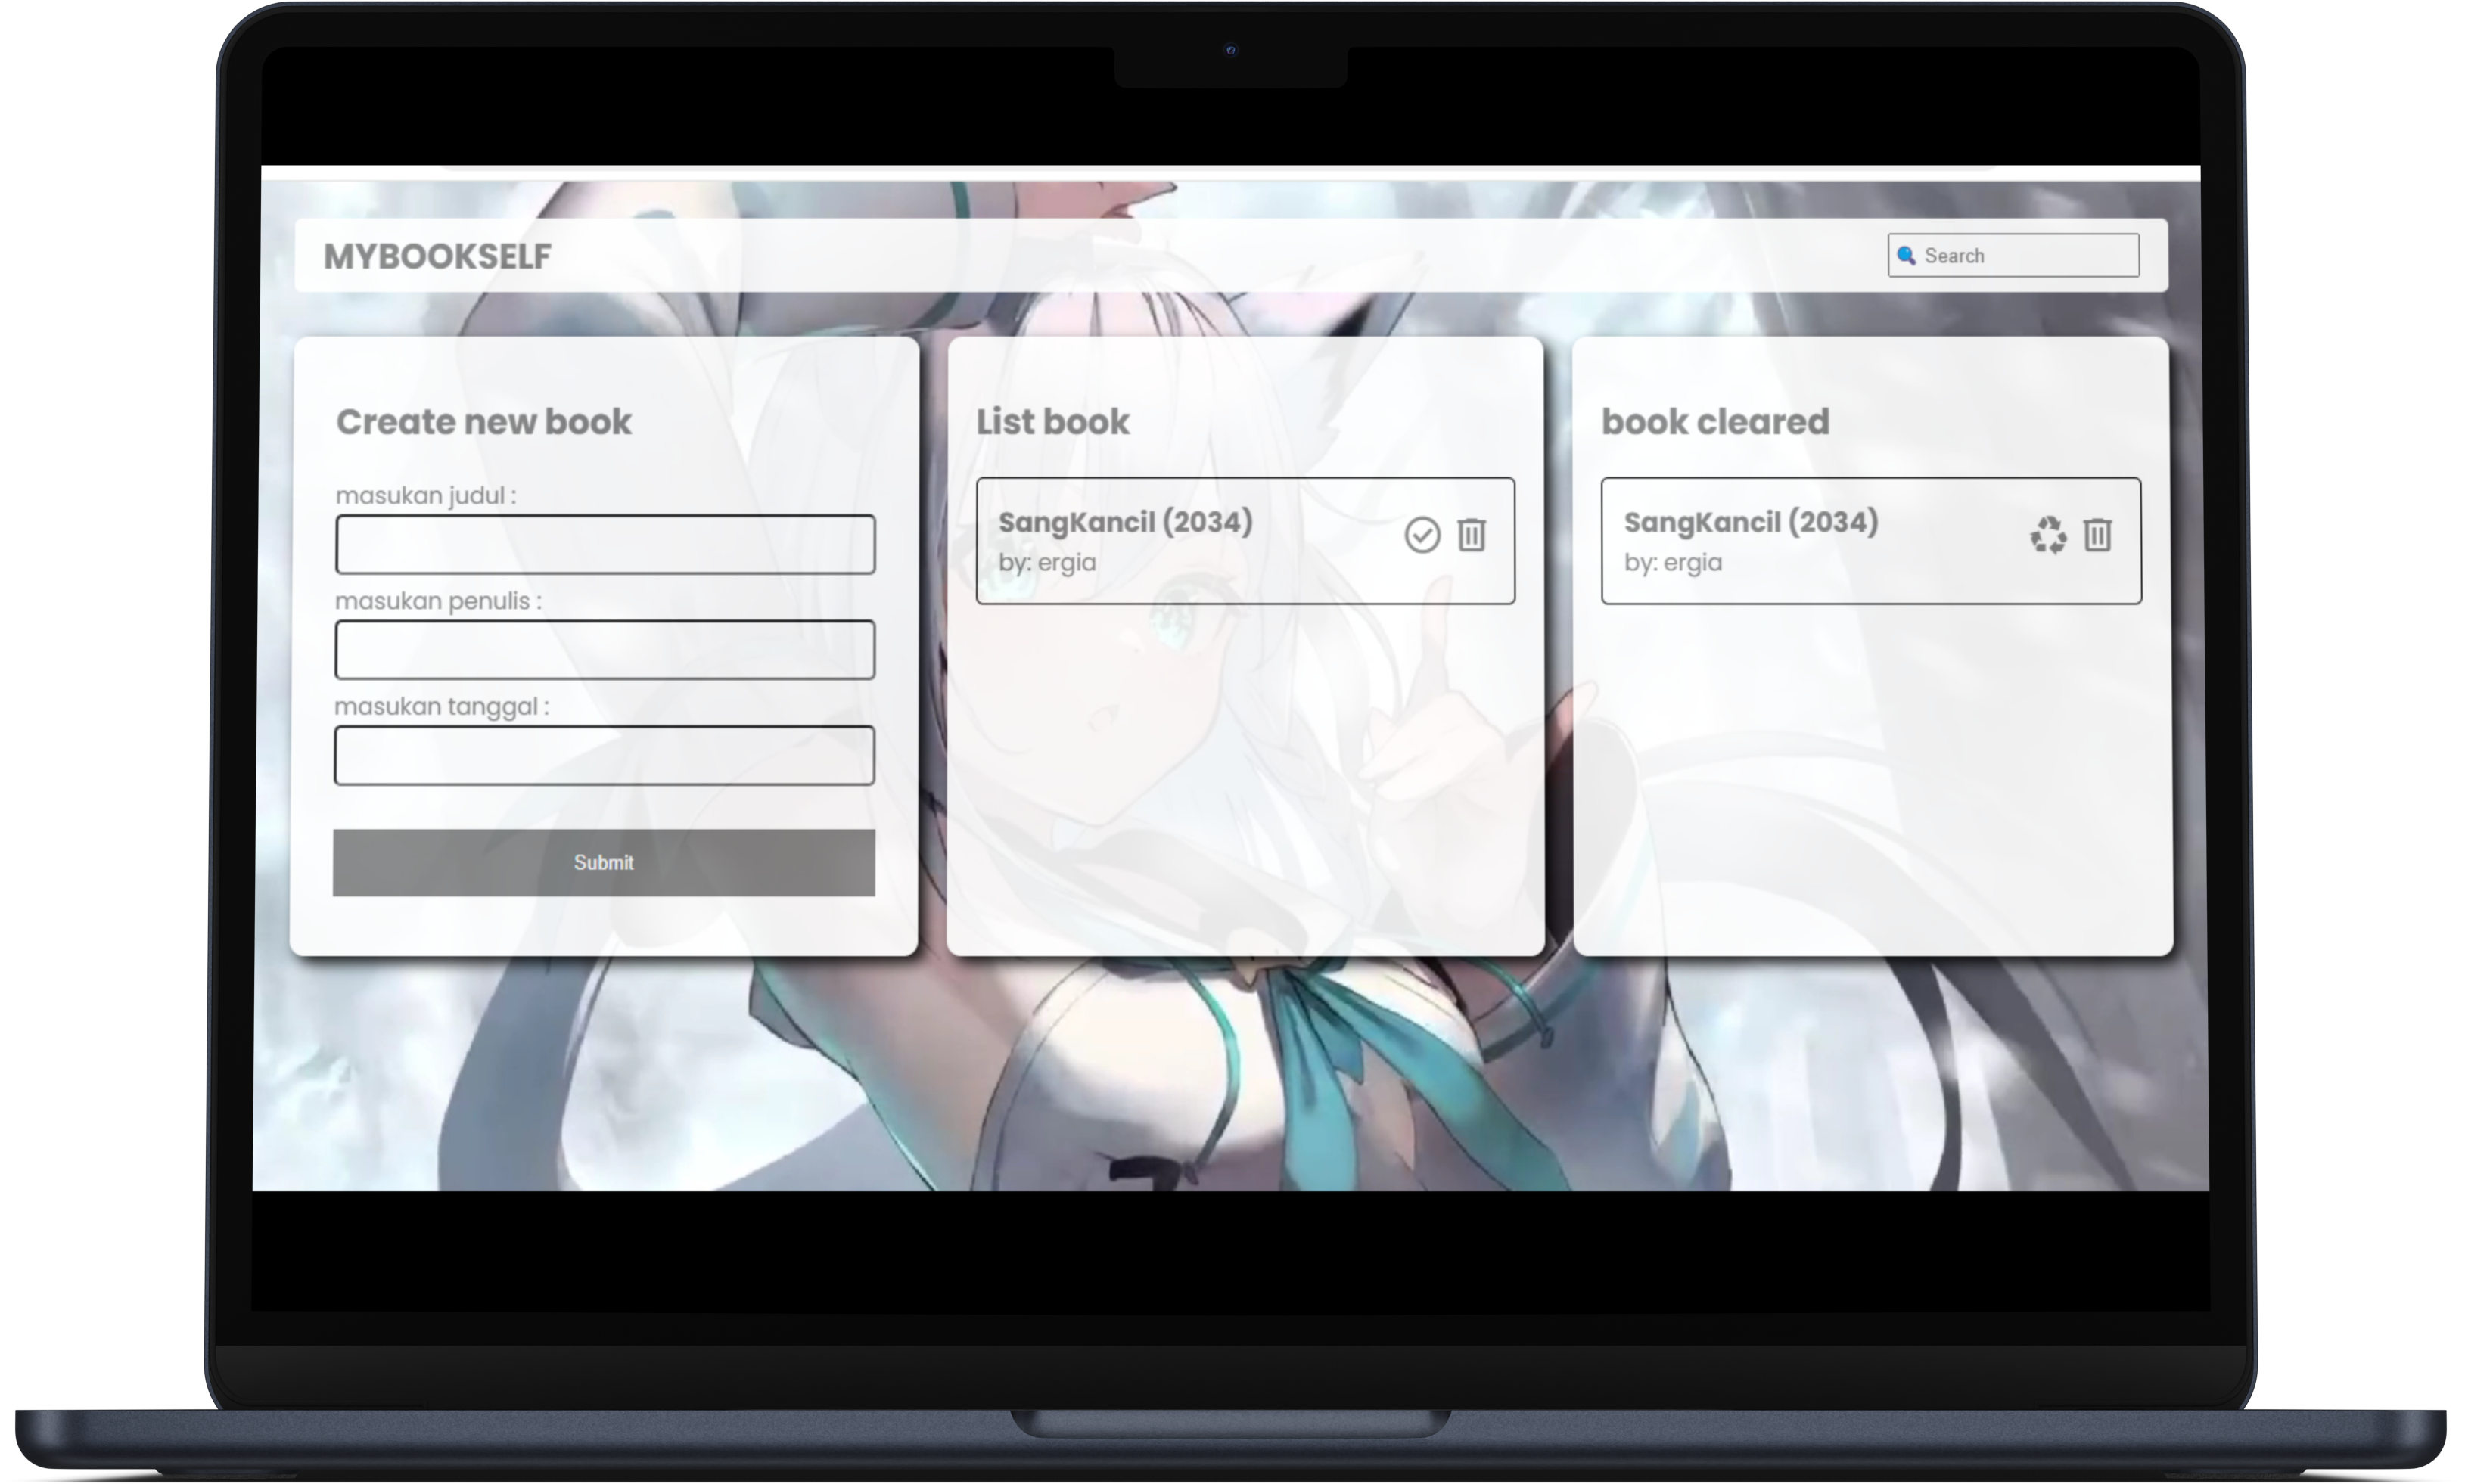 MYBOOKSELF
Search
Create new book
masukan judul :
masukan penulis :
masukan tanggal :
Submit
List book
SangKancil (2034)
by: ergia
book cleared
SangKancil (2034)
by: ergia